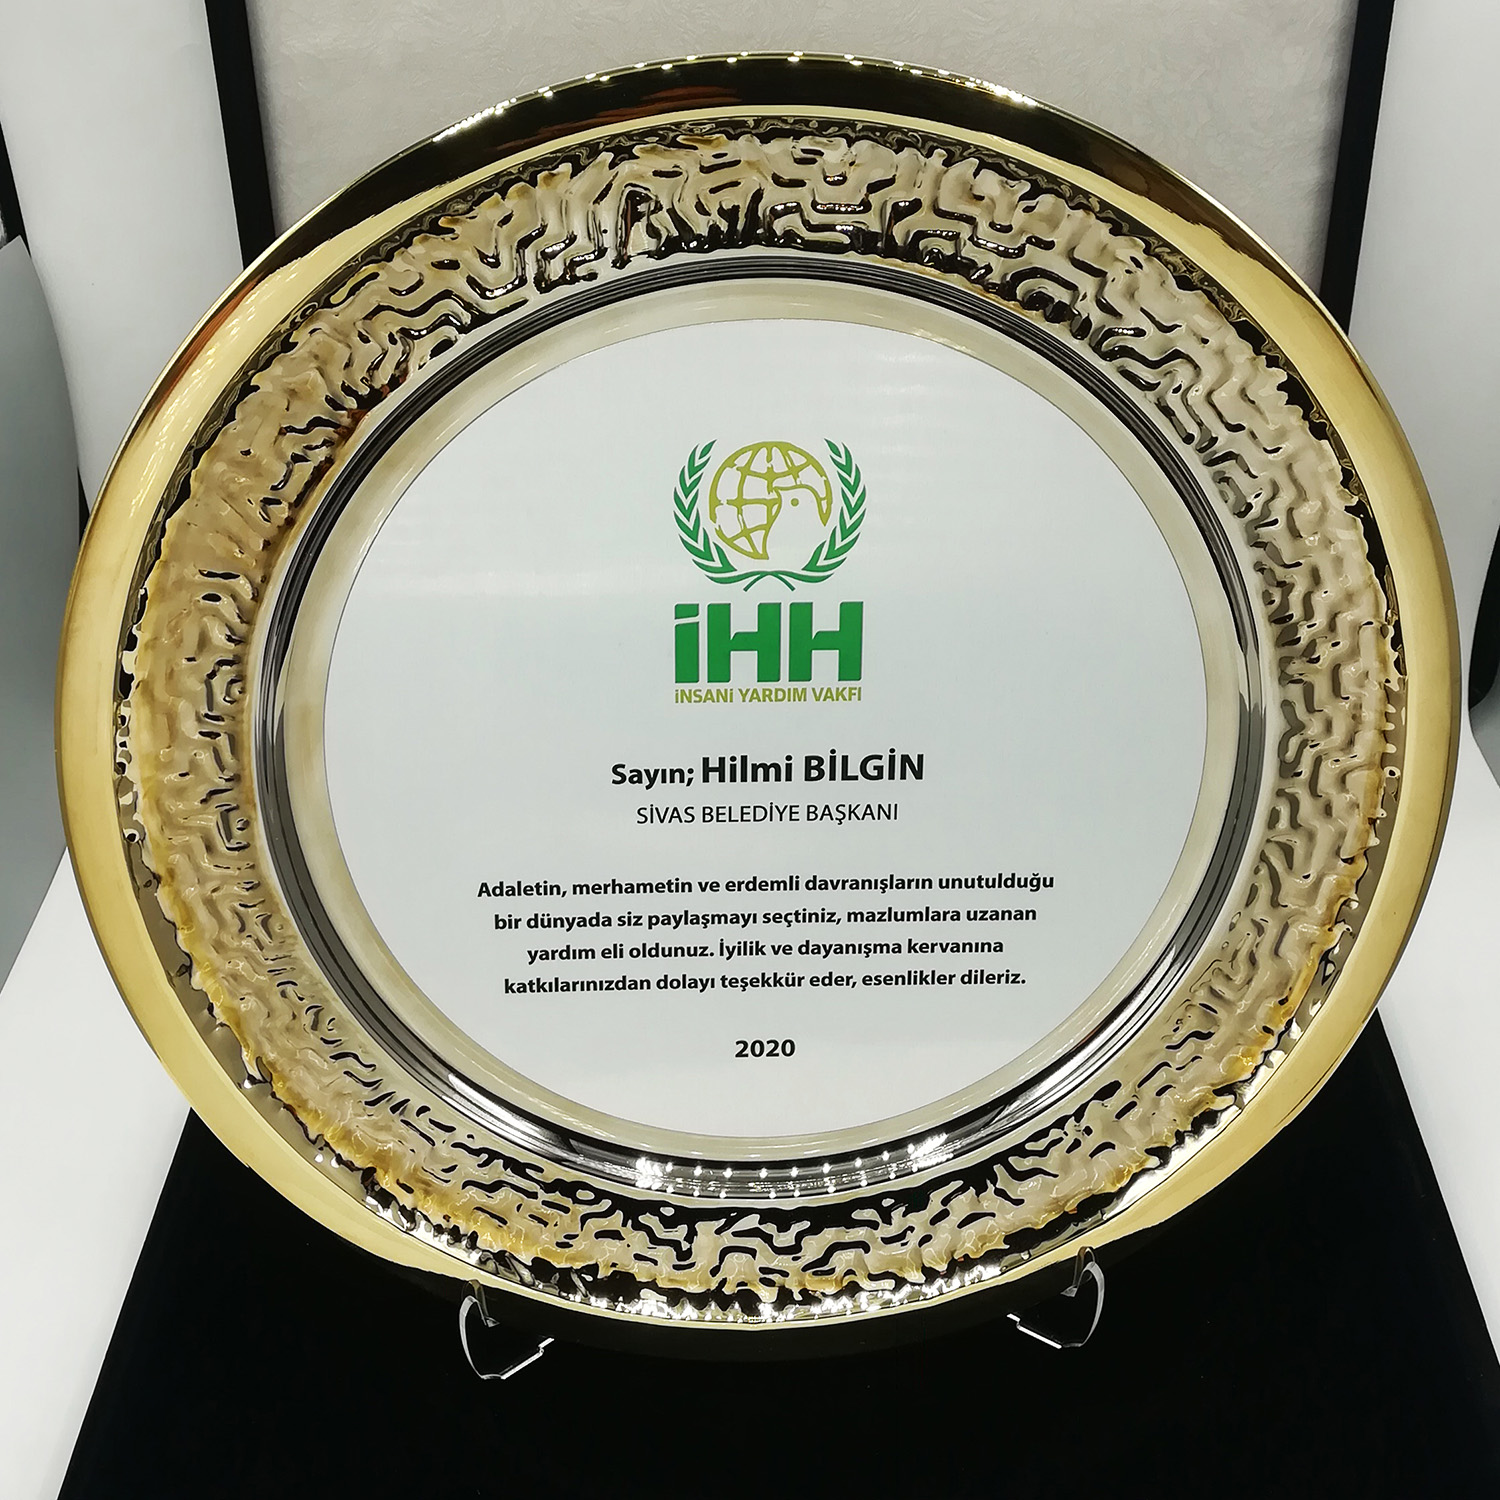 İHH
İNSANİ YARDIM VAKFI
Sayın; Hilmi BİLGİN
SİVAS BELEDİYE BAŞKANI
Adaletin, merhametin ve erdemli davranışların unutulduğu
bir dünyada siz paylaşmayı seçtiniz, mazlumlara uzanan
yardım eli oldunuz. İyilik ve dayanışma kervanına
katkılarınızdan dolayı teşekkür eder, esenlikler dileriz.
2020